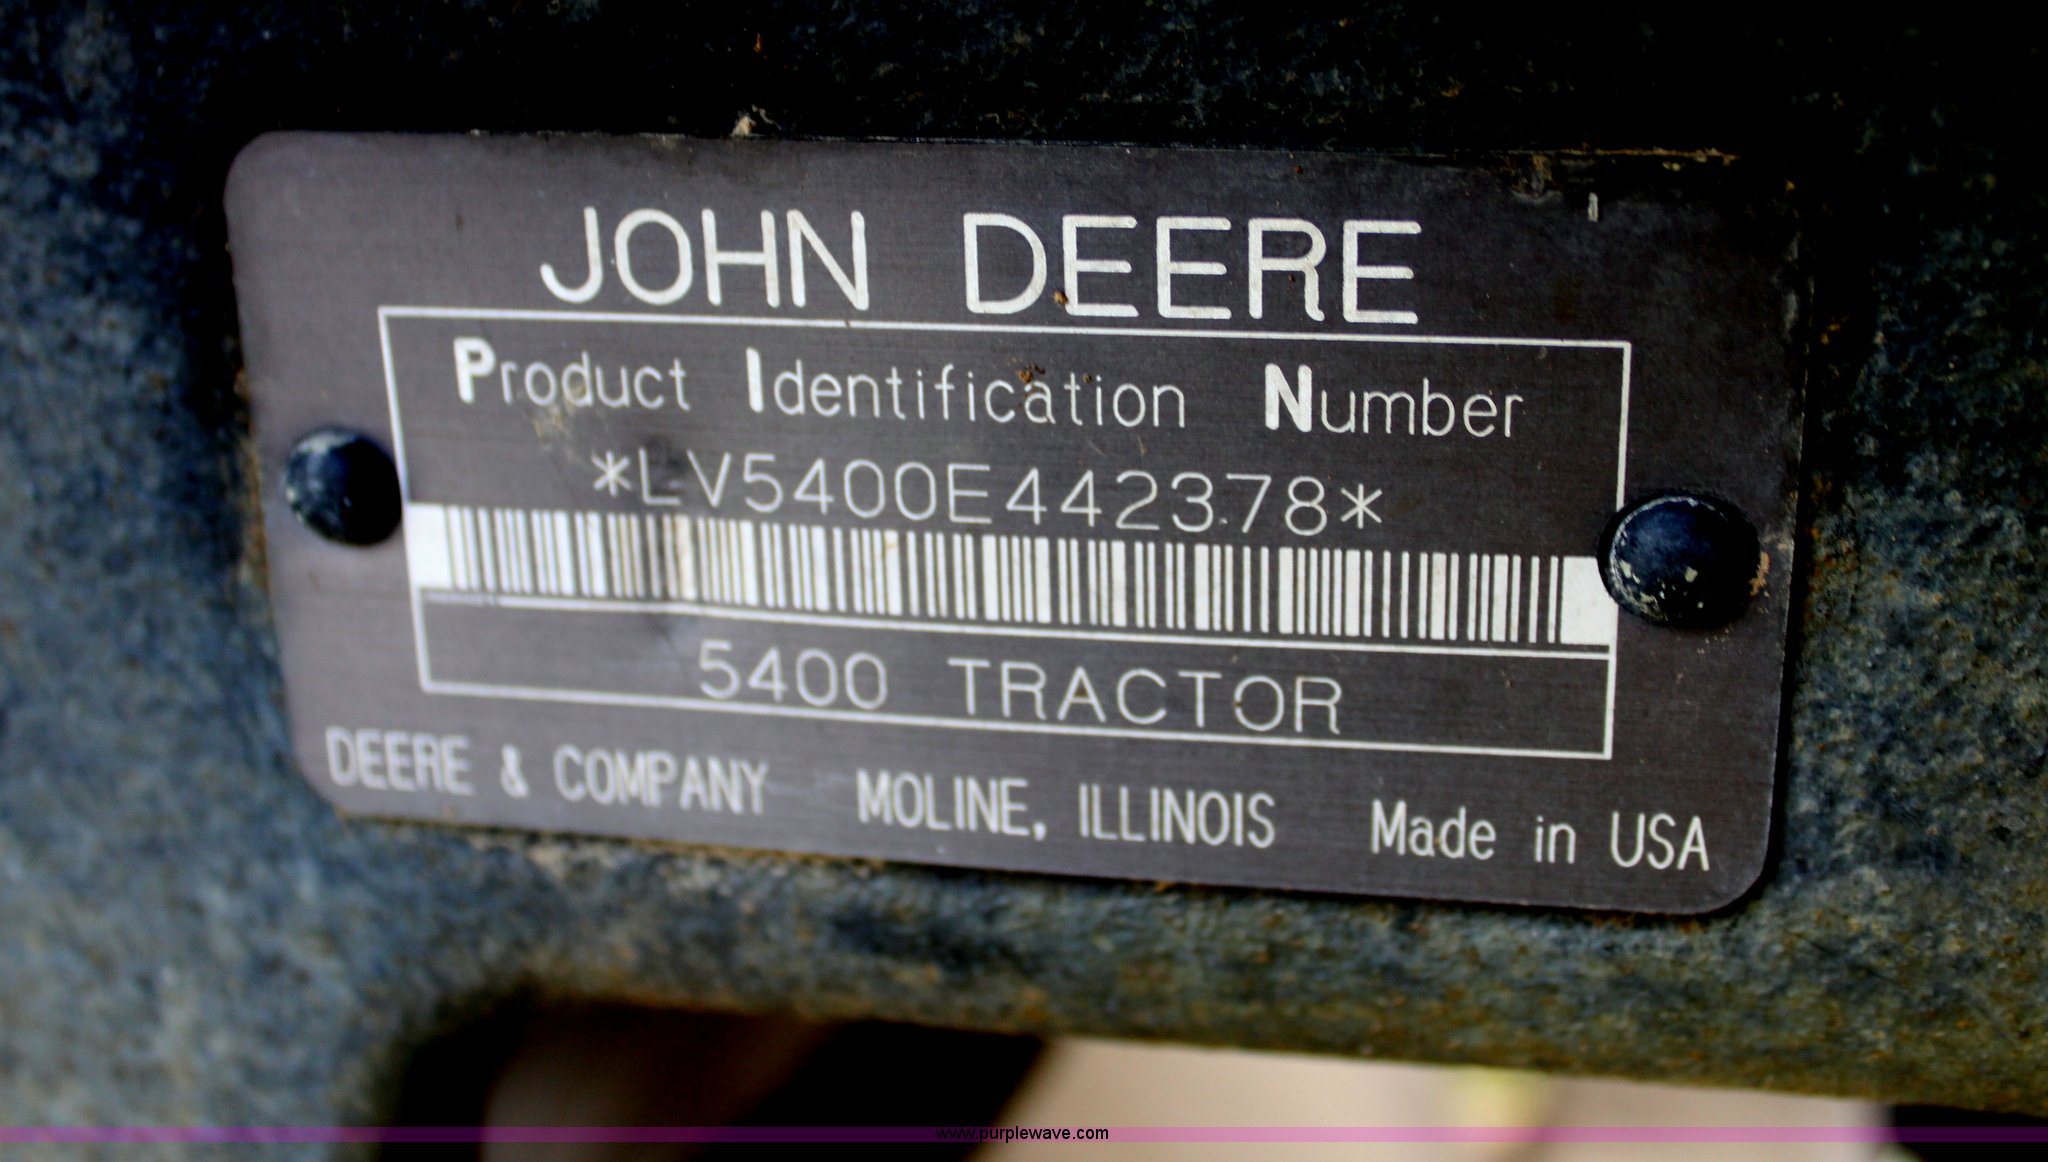 JOHN DEERE
Product Identification Number
*LV5400E442378*
5400 TRACTOR
DEERE & COMPANY MOLINE, ILLINOIS Made in USA
www.purplewave.com